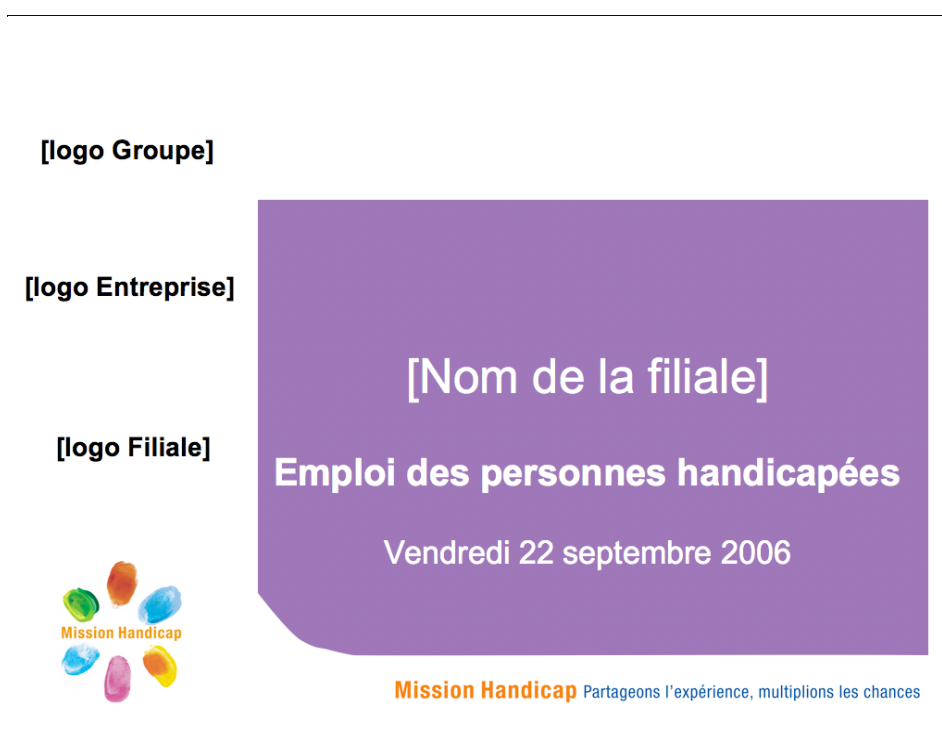 [logo Groupe]
[logo Entreprise]
[Nom de la filiale]
[logo Filiale]
Emploi des personnes handicapées
Vendredi 22 septembre 2006
Mission Handicap
Mission Handicap Partageons l'expérience, multiplions les chances